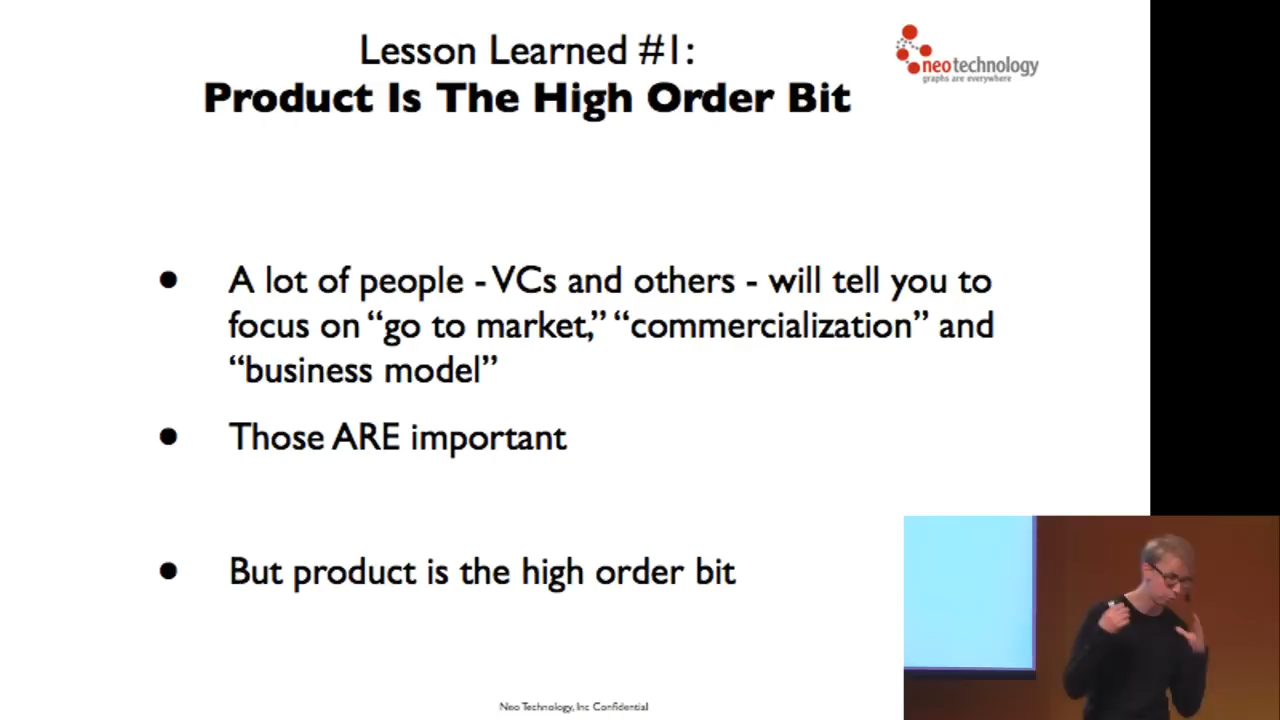 Lesson Learned #1:
Product Is The High Order Bit
neotechnology
graphs are everywhere
• A lot of people - VCs and others - will tell you to
focus on “go to market,” “commercialization” and
“business model”
• Those ARE important
• But product is the high order bit
Neo Technology, Inc Confidential